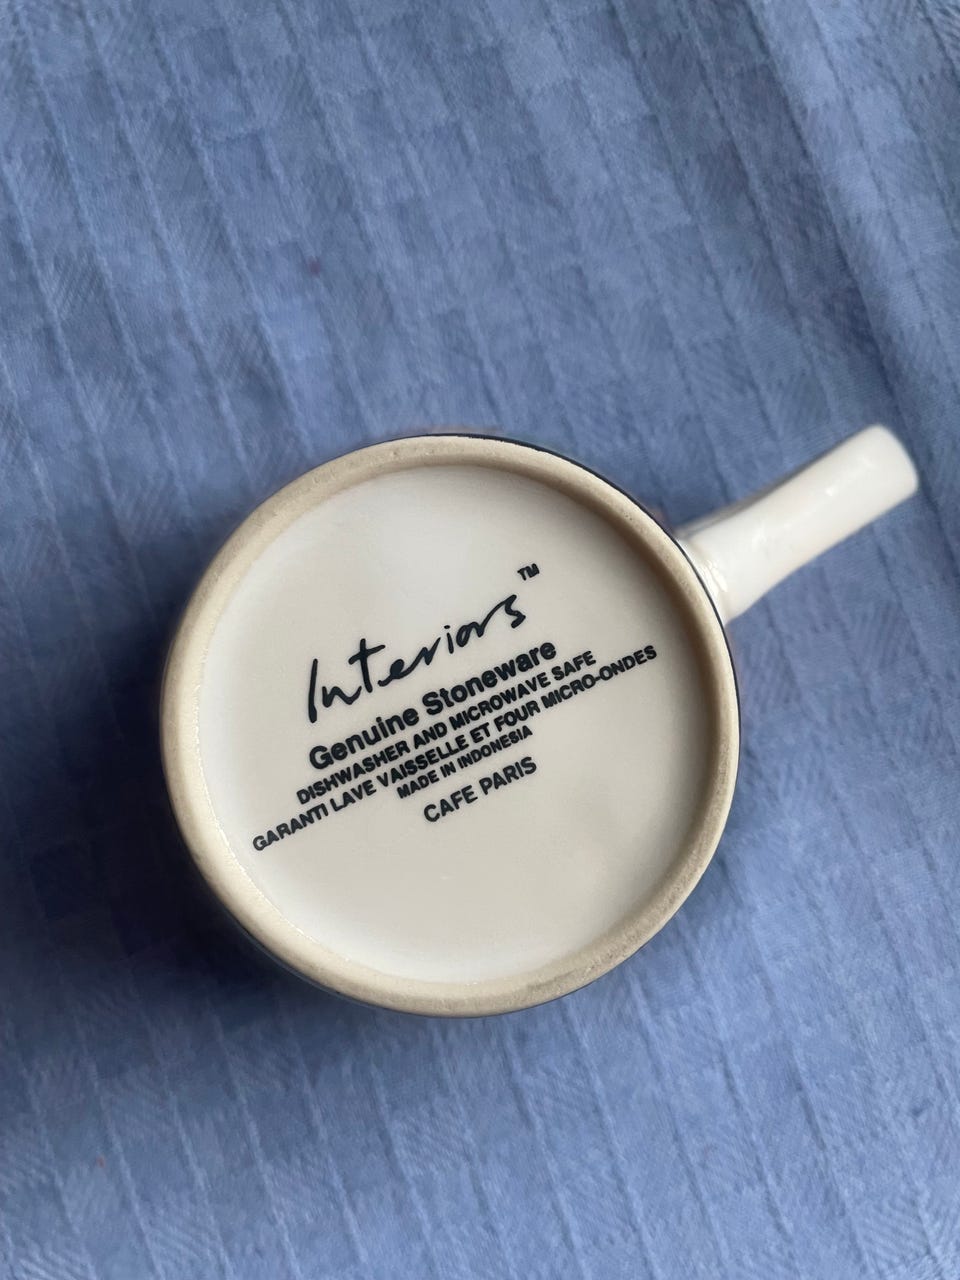 Interiors™
Genuine Stoneware
DISHWASHER AND MICROWAVE SAFE
GARANTI LAVE VAISSELLE ET FOUR MICRO-ONDES
MADE IN INDONESIA
CAFE PARIS